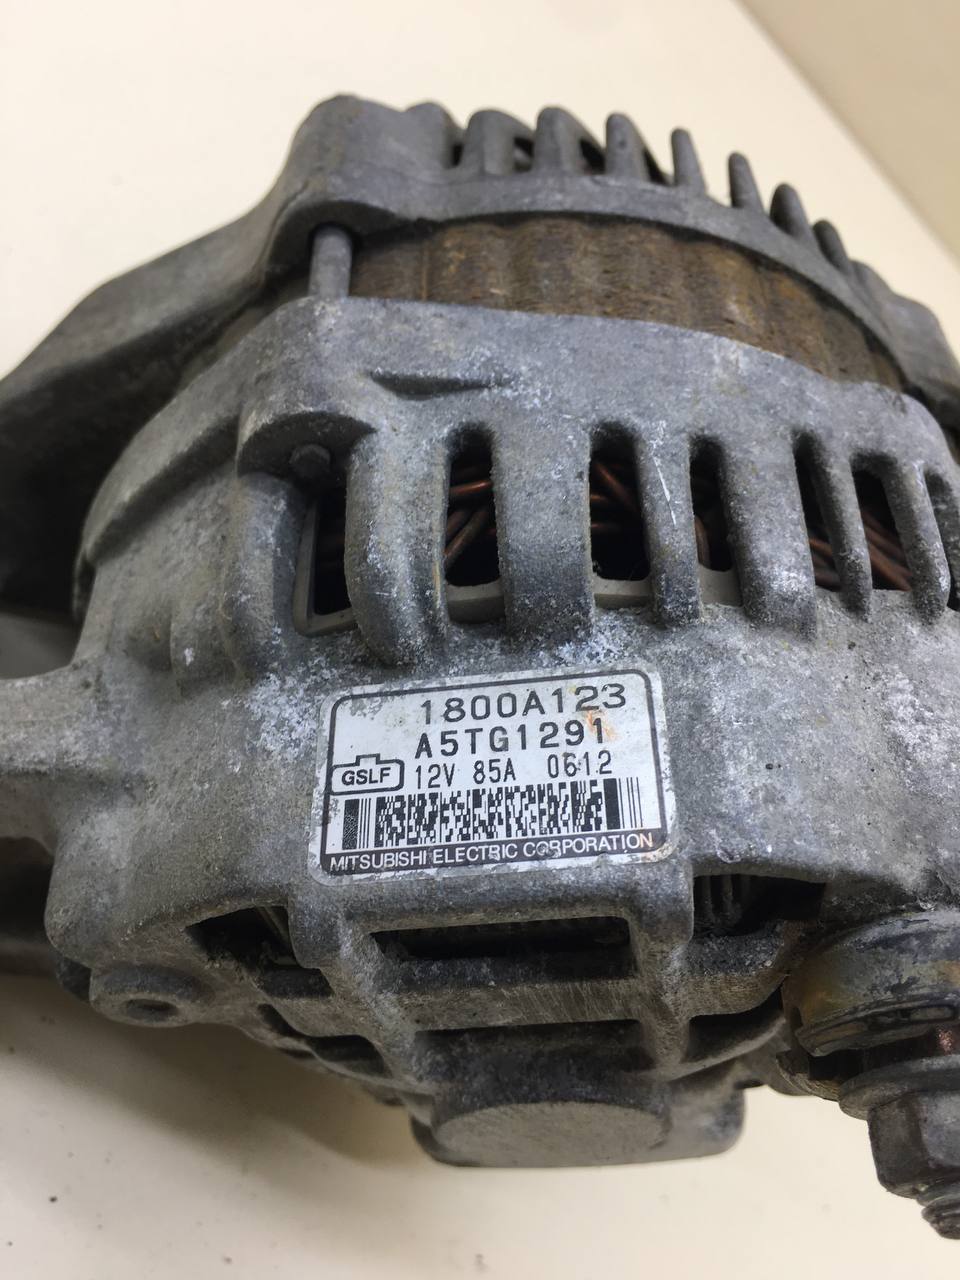 1800A123
A5TG1291
GSLF 12V 85A 0612
MITSUBISHI ELECTRIC CORPORATION